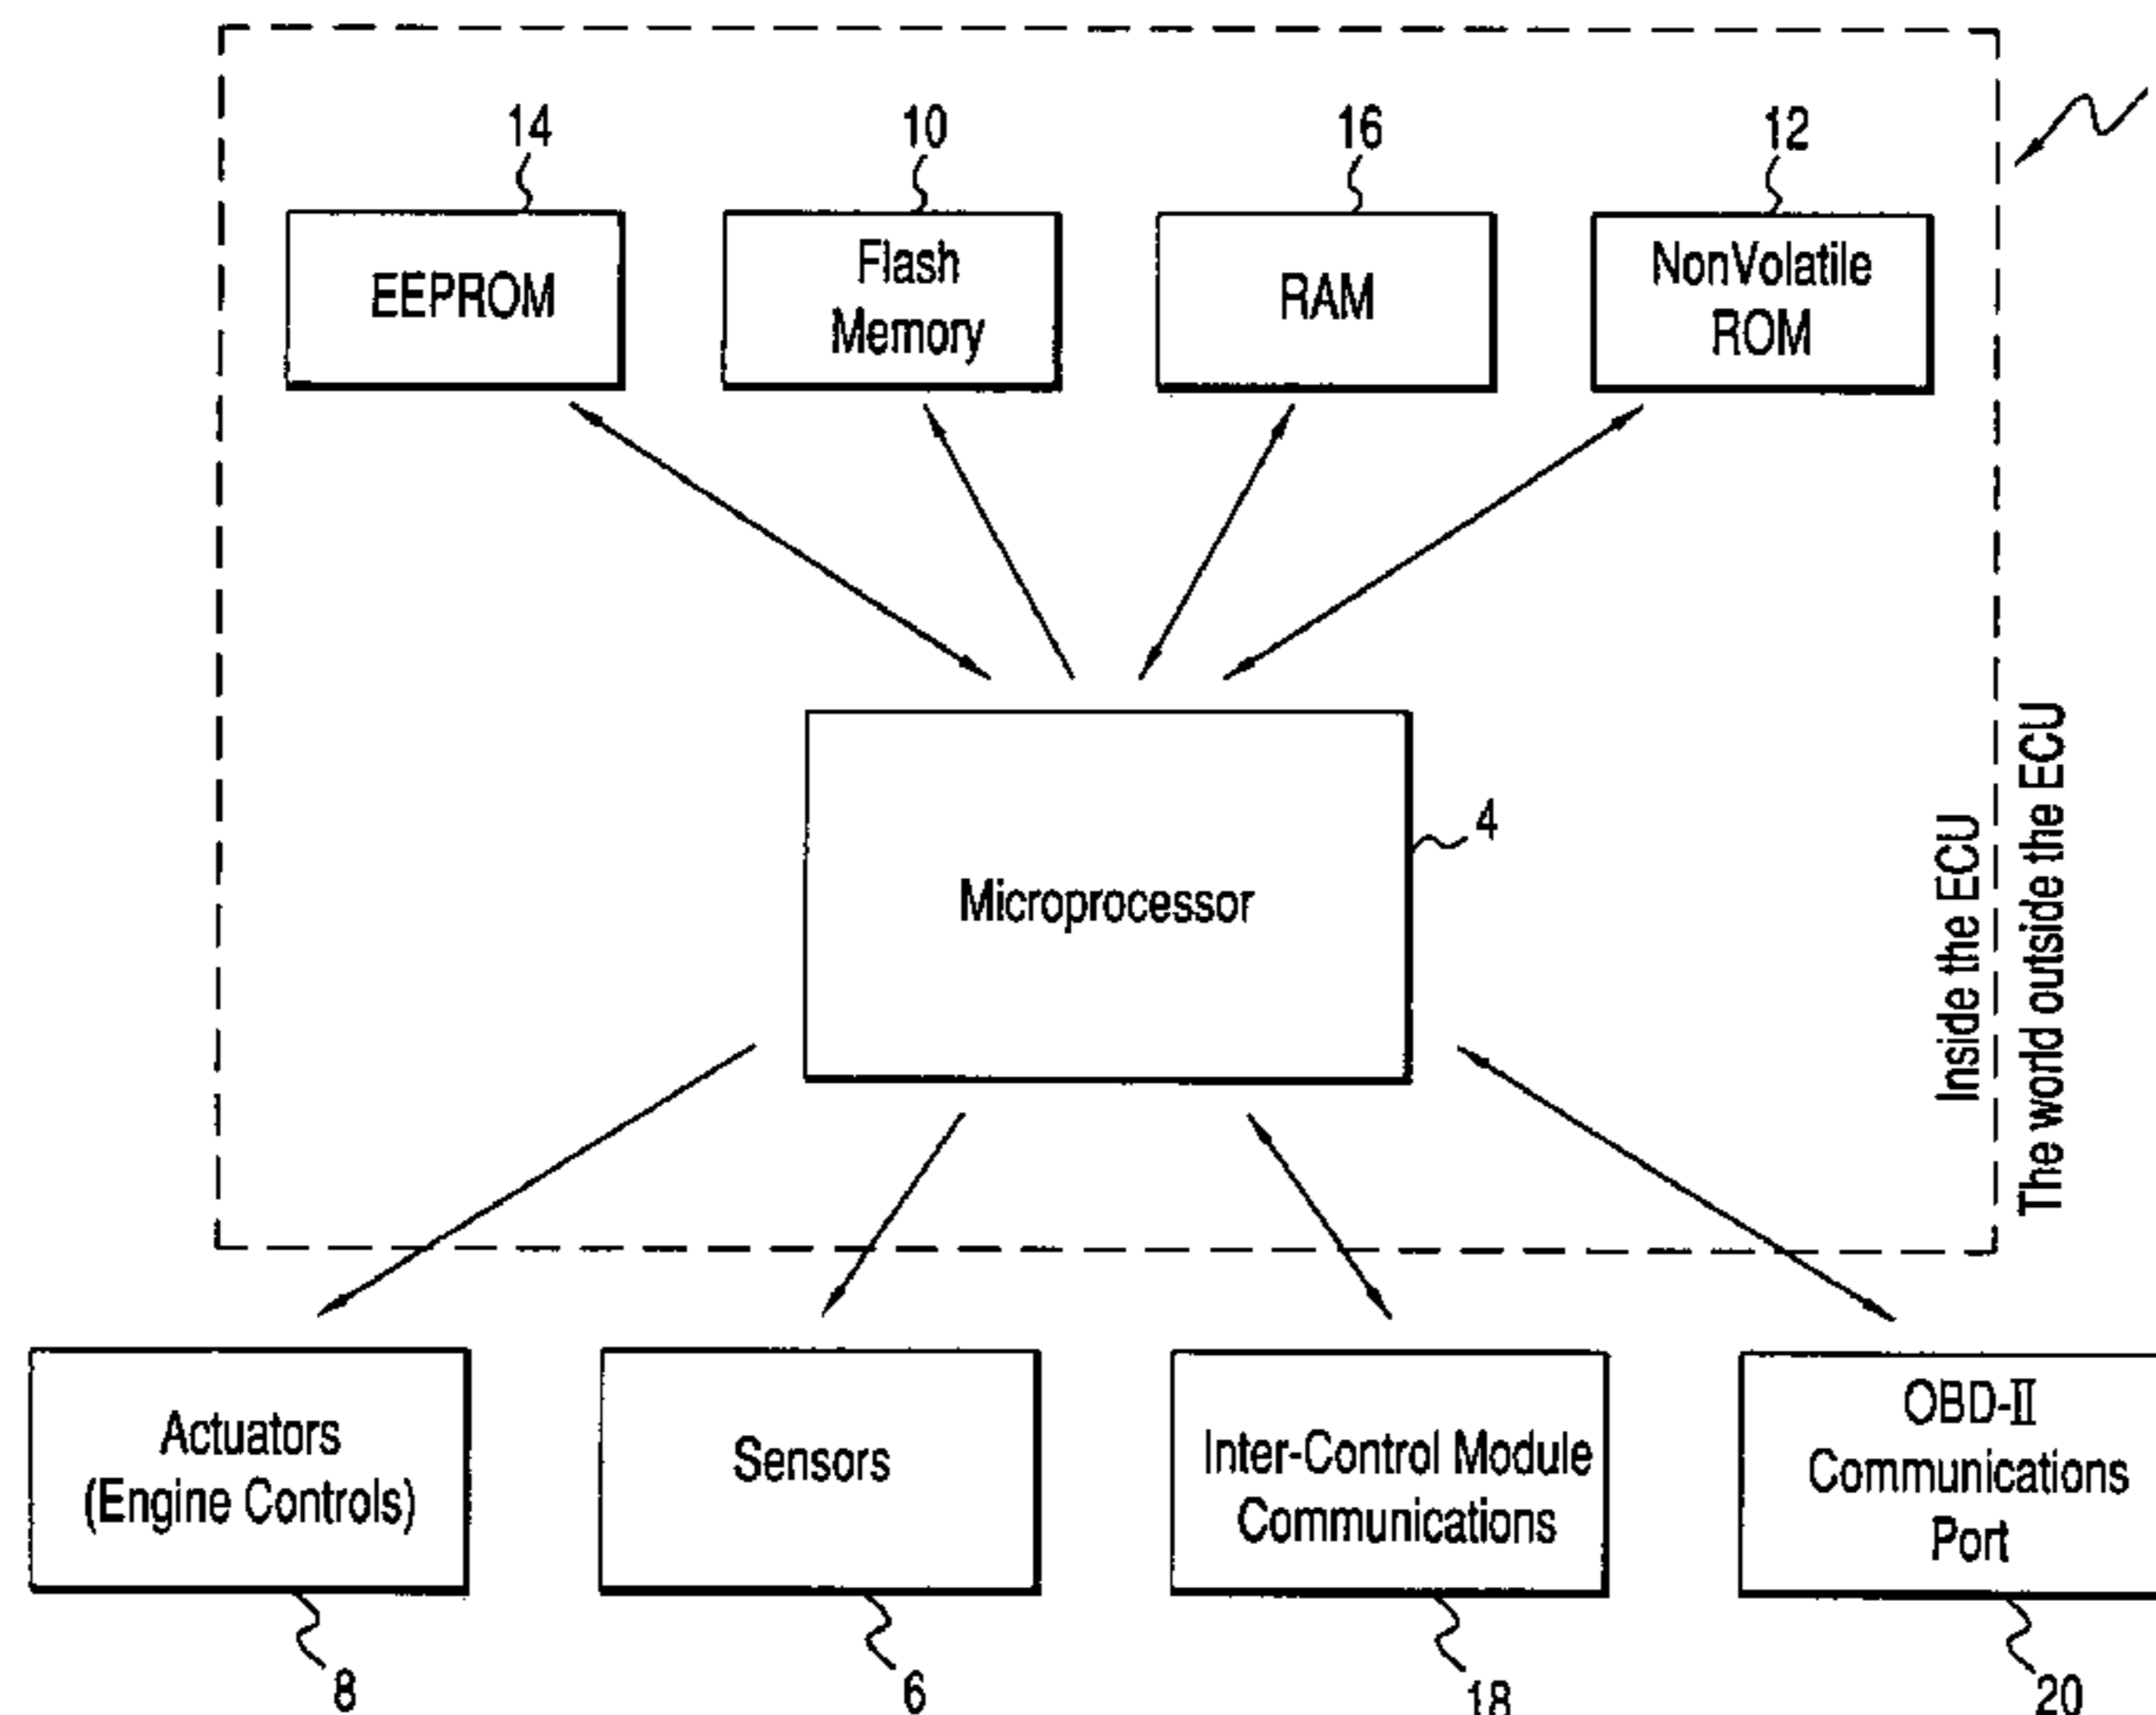 14
10
16
12
EEPROM
Flash
Memory
RAM
NonVolatile
ROM
4
Microprocessor
Inside the ECU
The world outside the ECU
Actuators
(Engine Controls)
Sensors
Inter-Control Module
Communications
OBD-II
Communications
Port
8
6
18
20